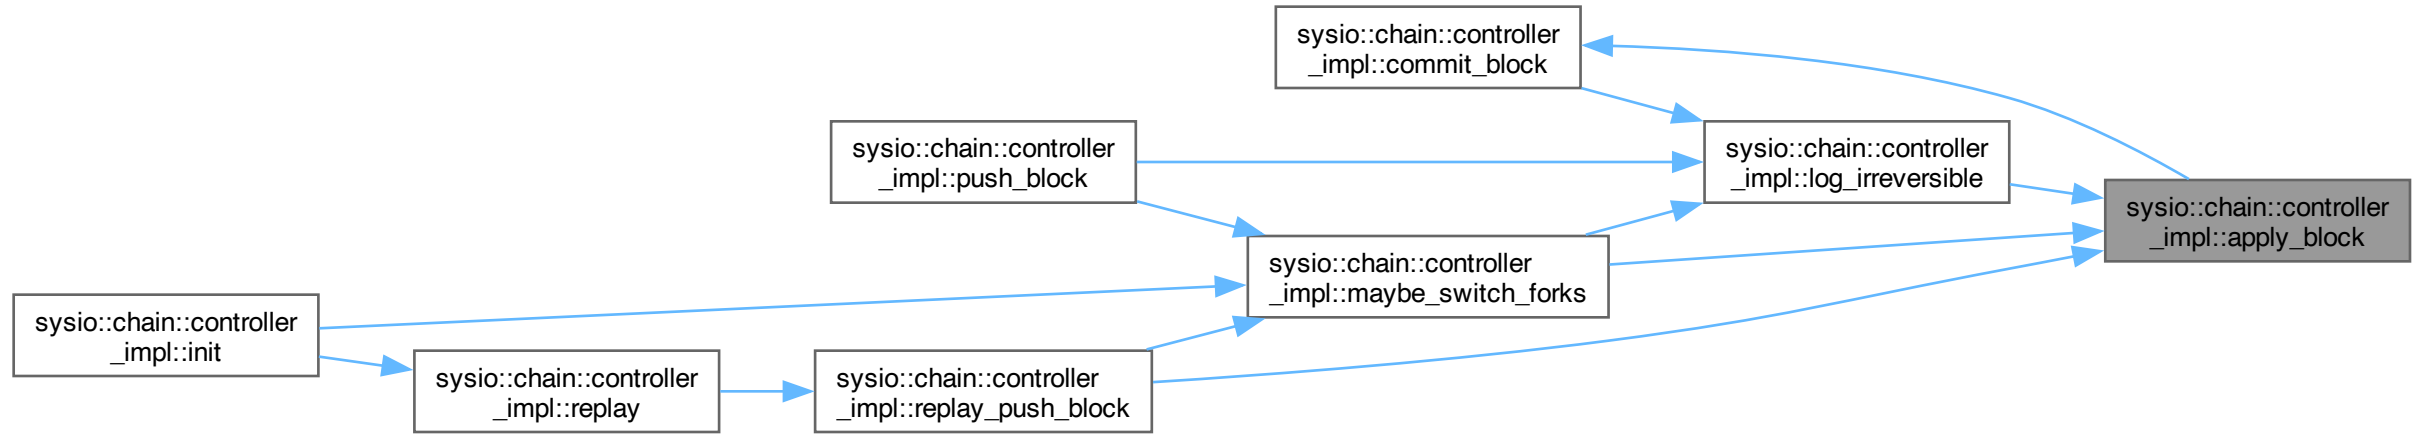 sysio::chain::controller
_impl::commit_block
sysio::chain::controller
_impl::push_block
sysio::chain::controller
_impl::log_irreversible
sysio::chain::controller
_impl::apply_block
sysio::chain::controller
_impl::maybe_switch_forks
sysio::chain::controller
_impl::init
sysio::chain::controller
_impl::replay
sysio::chain::controller
_impl::replay_push_block